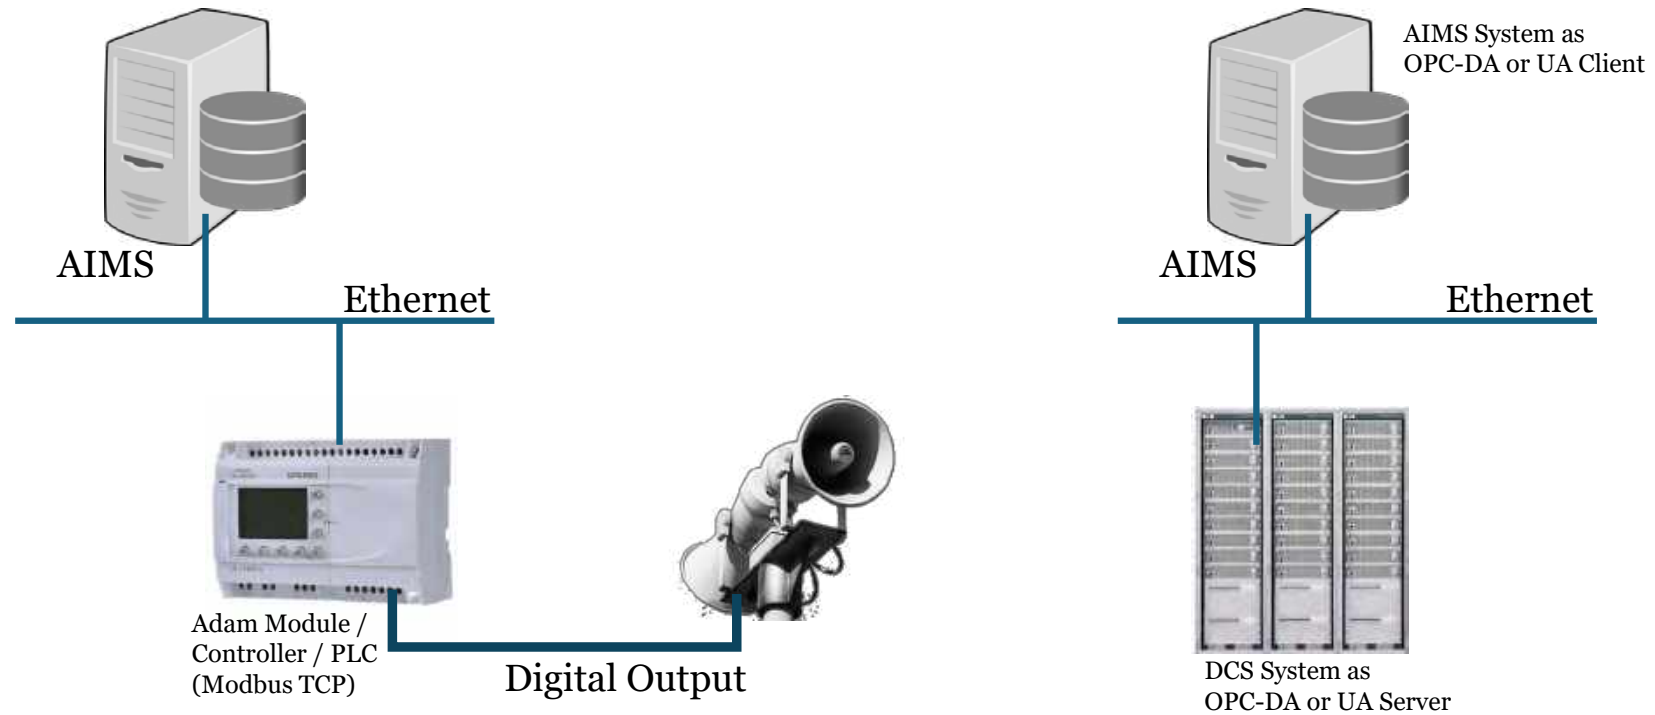 AIMS System as
OPC-DA or UA Client
AIMS
Ethernet
AIMS
Ethernet
Adam Module /
Controller / PLC
(Modbus TCP)
Digital Output
DCS System as
OPC-DA or UA Server